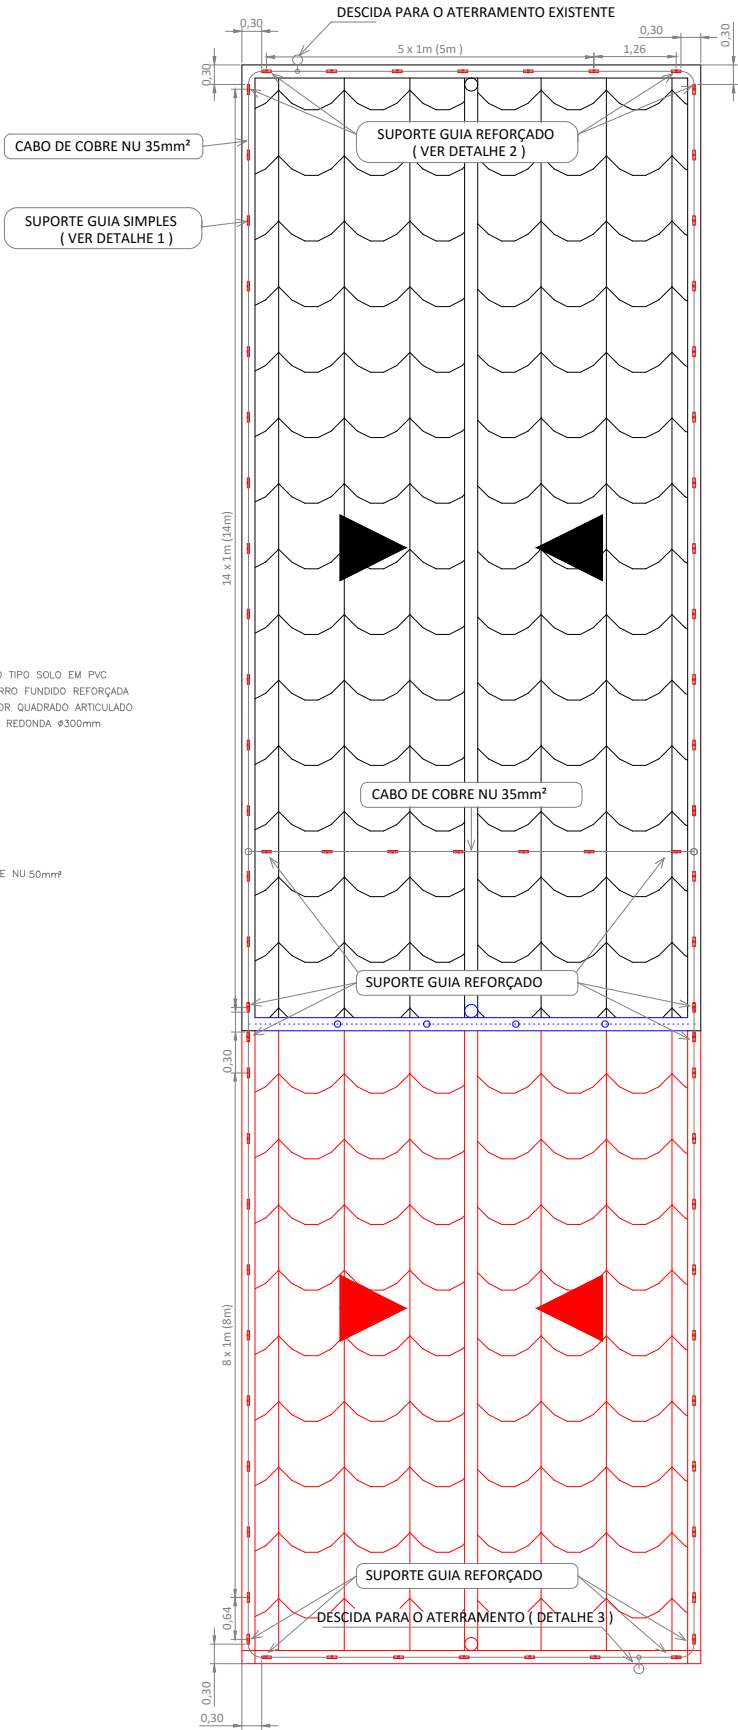 DESCIDA PARA O ATERRAMENTO EXISTENTE
0,30
0,30
0,30
5 x 1m (5m )
1,26
0,30
SUPORTE GUIA REFORÇADO
( VER DETALHE 2 )
CABO DE COBRE NU 35mm²
SUPORTE GUIA SIMPLES
( VER DETALHE 1 )
14 x 1m (14m)
O TIPO SOLO EM PVC
RRO FUNDIDO REFORÇADA
OR QUADRADO ARTICULADO
REDONDA Ø300mm
CABO DE COBRE NU 35mm²
E NU 50mm²
SUPORTE GUIA REFORÇADO
0,30
8 x 1m (8m)
SUPORTE GUIA REFORÇADO
0,64
DESCIDA PARA O ATERRAMENTO ( DETALHE 3 )
0,30
0,30